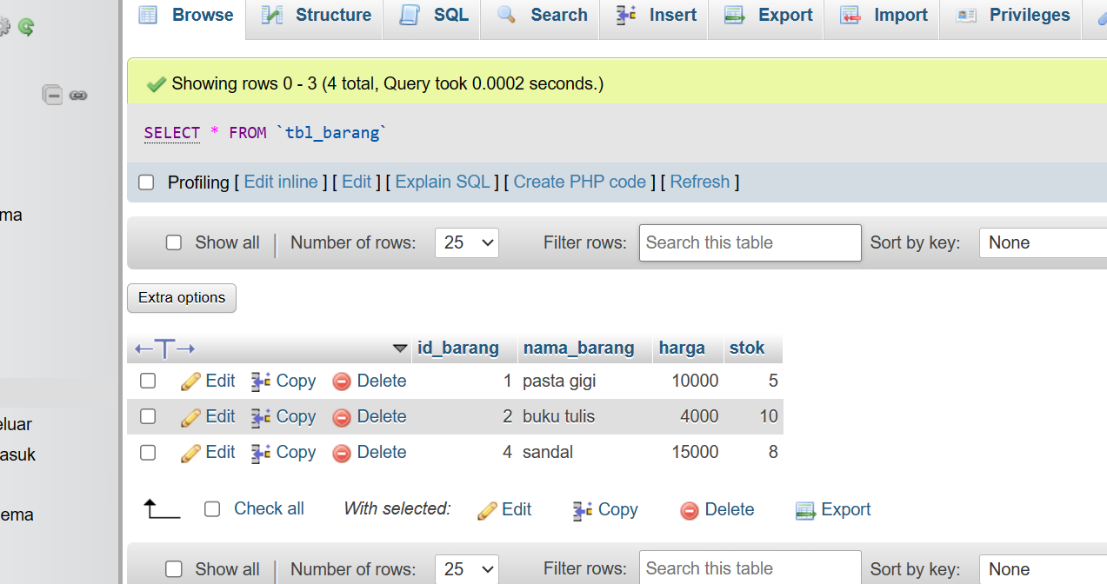 Browse Structure SQL Search Insert Export Import Privileges
Showing rows 0 - 3 (4 total, Query took 0.0002 seconds.)
SELECT * FROM `tbl_barang`
Profiling [ Edit inline ] [ Edit ] [ Explain SQL ] [ Create PHP code ] [ Refresh ]
ma
Show all | Number of rows: 25 Filter rows: Search this table Sort by key: None
Extra options
←T→ id_barang nama_barang harga stok
Edit Copy Delete 1 pasta gigi 10000 5
Edit Copy Delete 2 buku tulis 4000 10
eluar
Edit Copy Delete 4 sandal 15000 8
asuk
Check all With selected: Edit Copy Delete Export
ema
Show all | Number of rows: 25 Filter rows: Search this table Sort by key: None